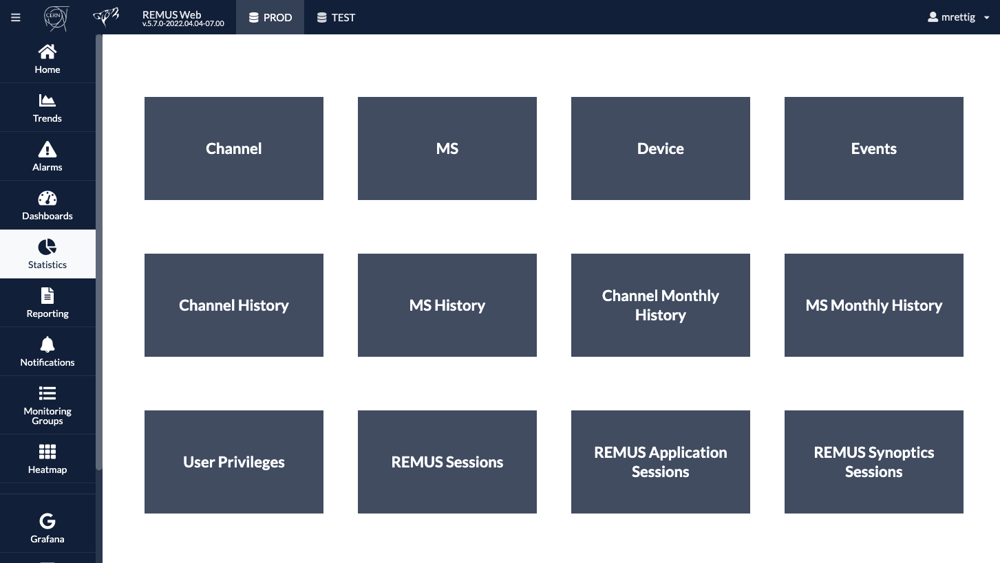 CERN
REMUS Web
v.5.7.0-2022.04.04-07.00
PROD
TEST
mrettig
Home
Trends
Alarms
Dashboards
Statistics
Reporting
Notifications
Monitoring
Groups
Heatmap
Grafana
Channel
MS
Device
Events
Channel History
MS History
Channel Monthly
History
MS Monthly History
User Privileges
REMUS Sessions
REMUS Application
Sessions
REMUS Synoptics
Sessions